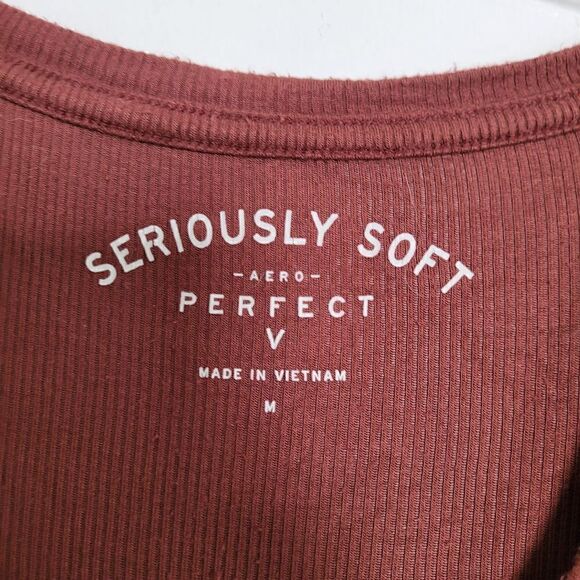 SERIOUSLY SOFT
- AERO -
PERFECT
V
MADE IN VIETNAM
M